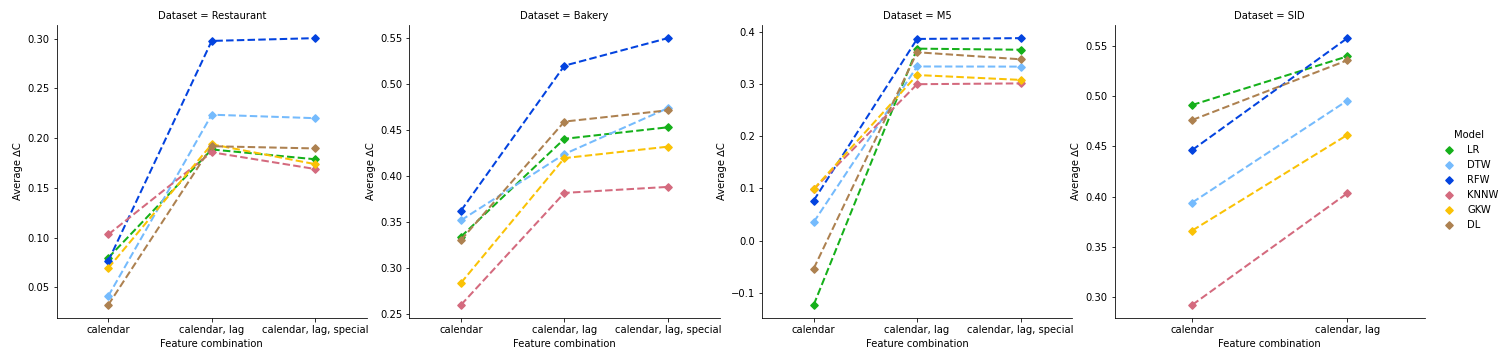 Dataset = Restaurant
0.30
0.25
0.20
0.15
0.10
0.05
Average ΔC
calendar
calendar, lag
calendar, lag, special
Feature combination
Dataset = Bakery
0.55
0.50
0.45
0.40
0.35
0.30
0.25
Average ΔC
calendar
calendar, lag
calendar, lag, special
Feature combination
Dataset = M5
0.4
0.3
0.2
0.1
0.0
−0.1
Average ΔC
calendar
calendar, lag
calendar, lag, special
Feature combination
Dataset = SID
0.55
0.50
0.45
0.40
0.35
0.30
Average ΔC
calendar
calendar, lag
Feature combination
Model
LR
DTW
RFW
KNNW
GKW
DL